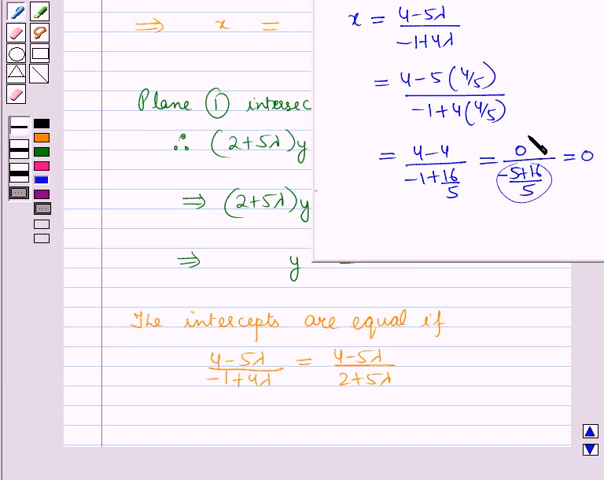 ⇒ x =
Plane ① intersec
∴ (2+5λ)y
⇒ (2+5λ)y
⇒ y =
x = 4-5λ / -1+4λ
= 4-5(4/5) / -1+4(4/5)
= 4-4 / -1+16/5 = 0 / -5+16/5 = 0
The intercepts are equal if
4-5λ / -1+4λ = 4-5λ / 2+5λ